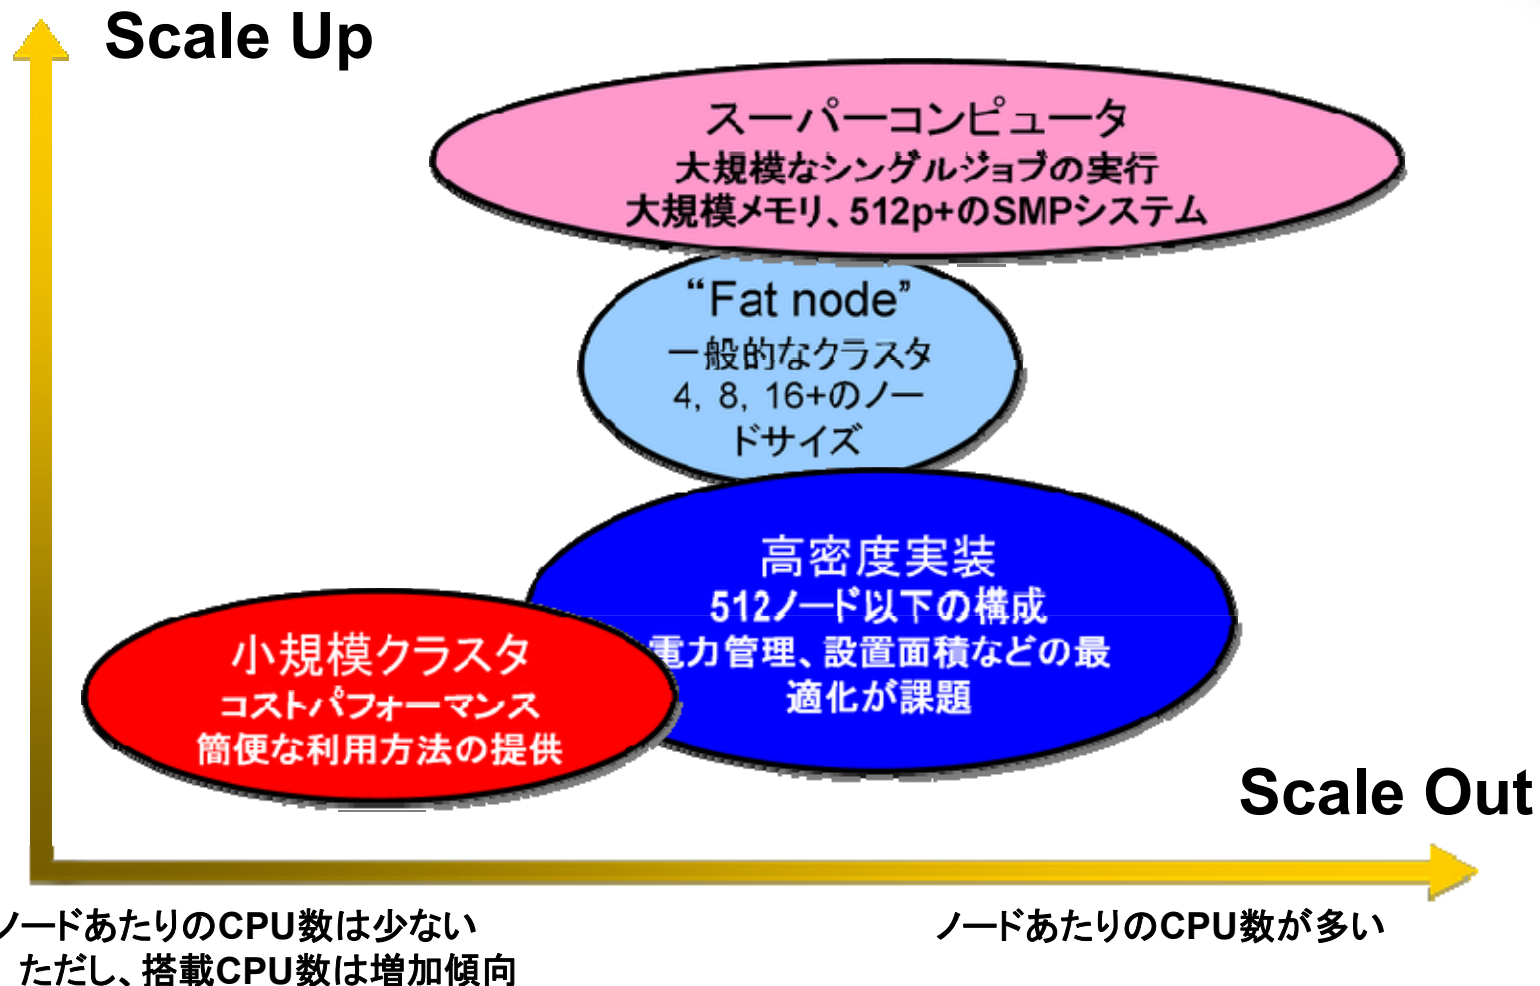 Scale Up
スーパーコンピュータ
大規模なシングルジョブの実行
大規模メモリ、512p+のSMPシステム
“Fat node”
一般的なクラスタ
4, 8, 16+のノー
ドサイズ
高密度実装
512ノード以下の構成
電力管理、設置面積などの最
適化が課題
小規模クラスタ
コストパフォーマンス
簡便な利用方法の提供
Scale Out
ノードあたりのCPU数は少ない
ただし、搭載CPU数は増加傾向
ノードあたりのCPU数が多い